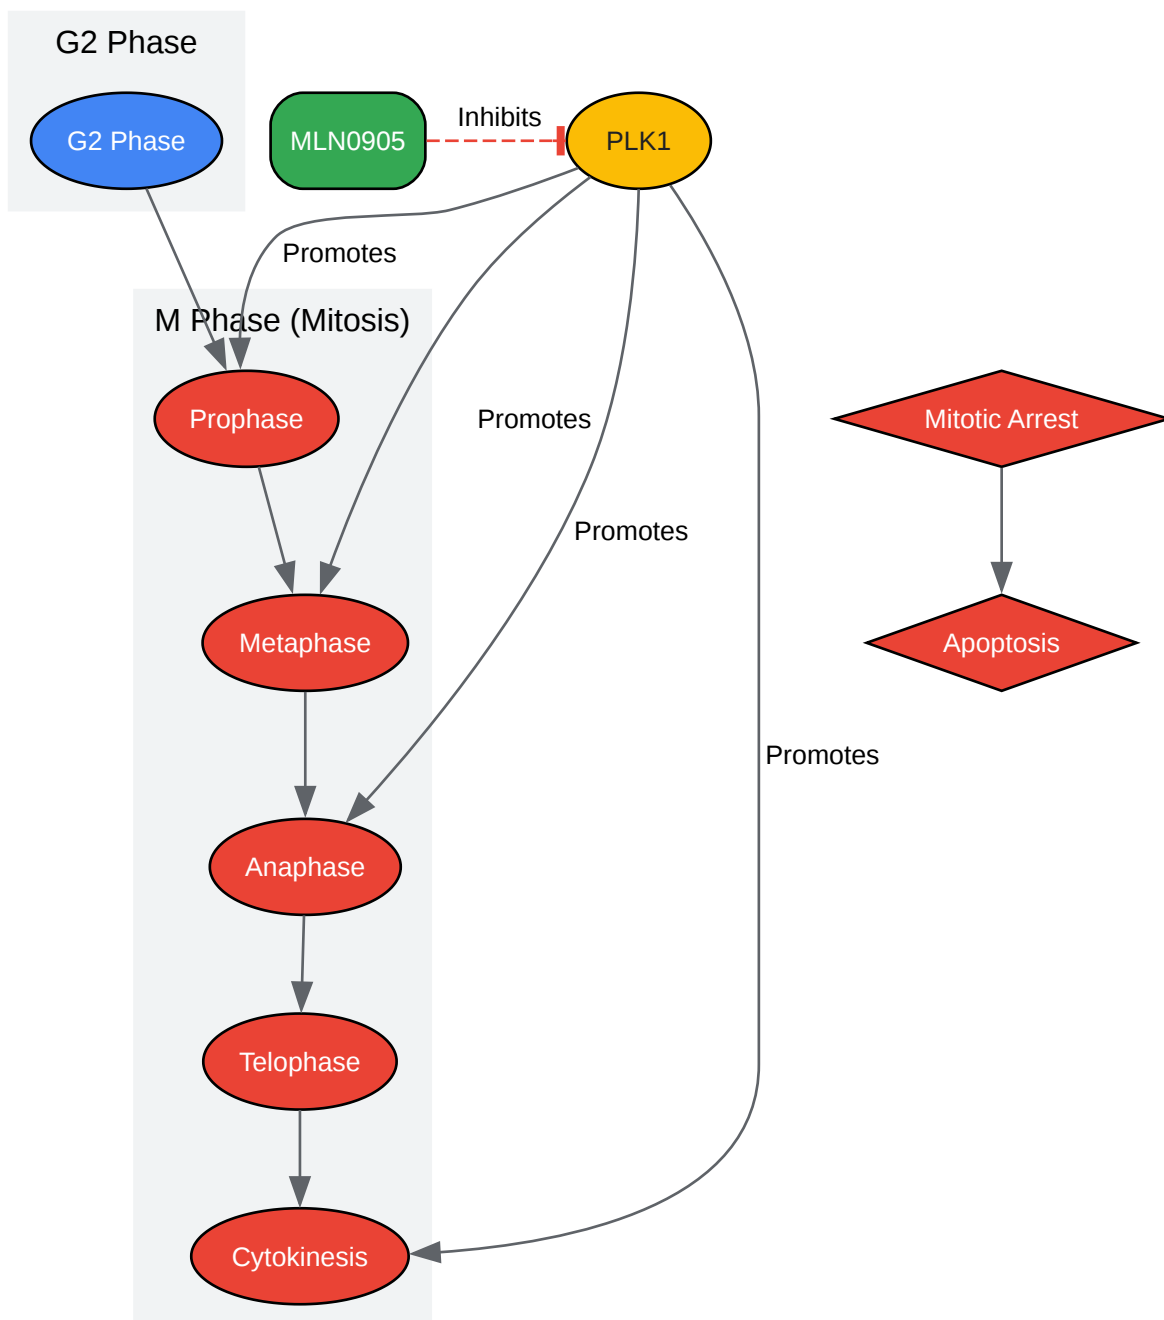 G2 Phase
G2 Phase
MLN0905
Inhibits
PLK1
Promotes
M Phase (Mitosis)
Prophase
Promotes
Mitotic Arrest
Promotes
Metaphase
Apoptosis
Promotes
Anaphase
Telophase
Cytokinesis